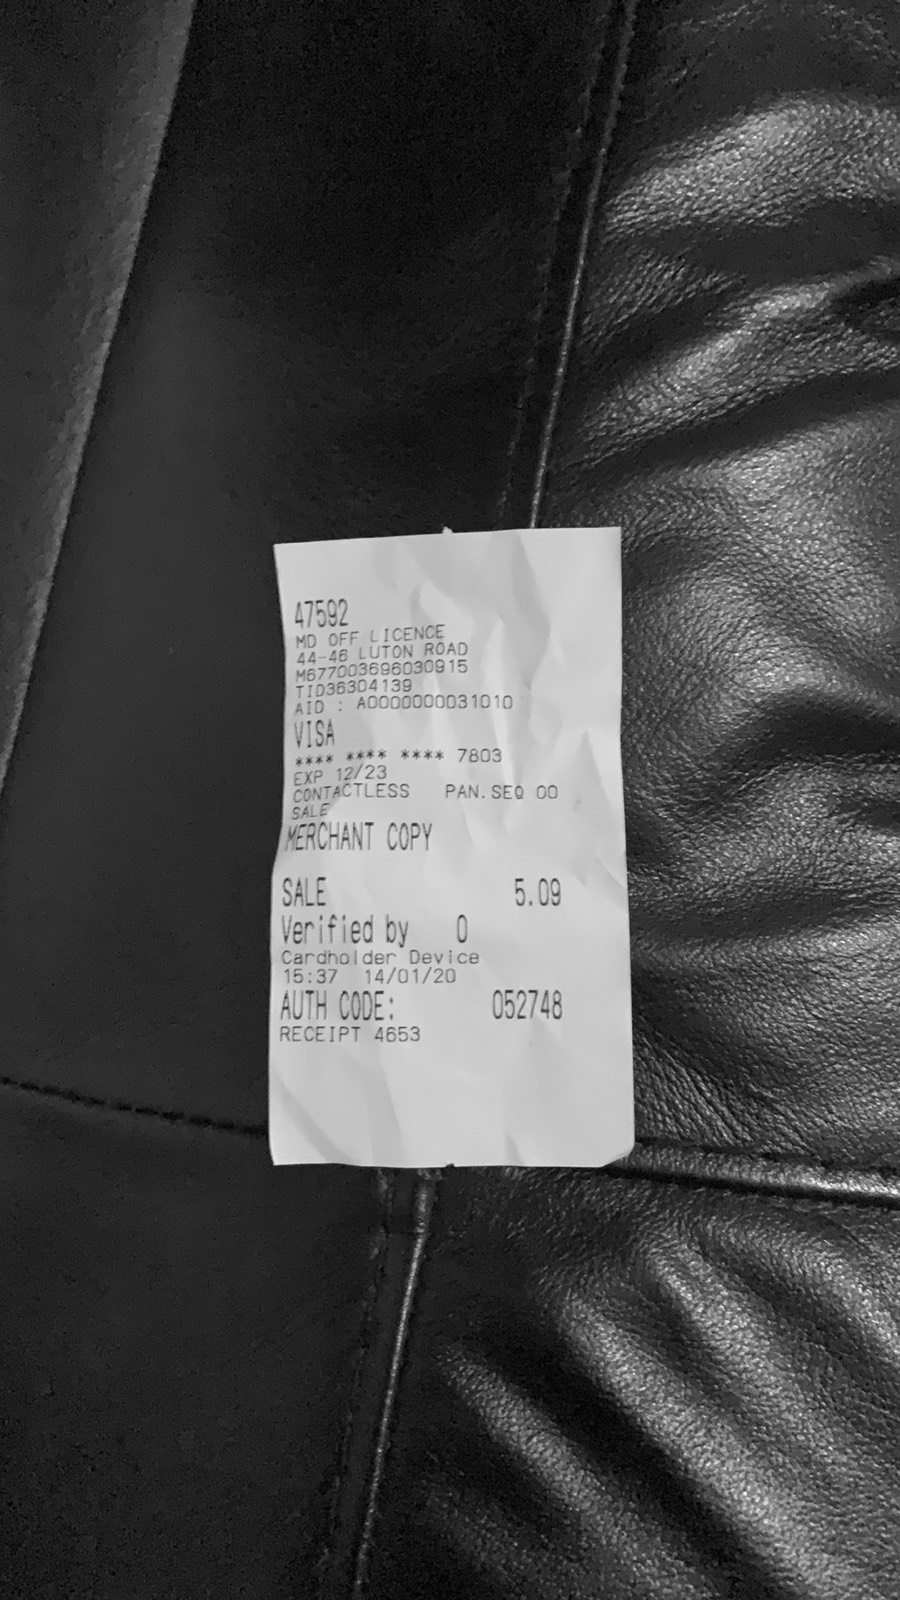 47592
MD OFF LICENCE
44-46 LUTON ROAD
M677003696030915
TID36304139
AID : A0000000031010
VISA
**** **** **** 7803
EXP 12/23
CONTACTLESS PAN.SEQ 00
SALE
MERCHANT COPY
SALE 5.09
Verified by 0
Cardholder Device
15:37 14/01/20
AUTH CODE: 052748
RECEIPT 4653